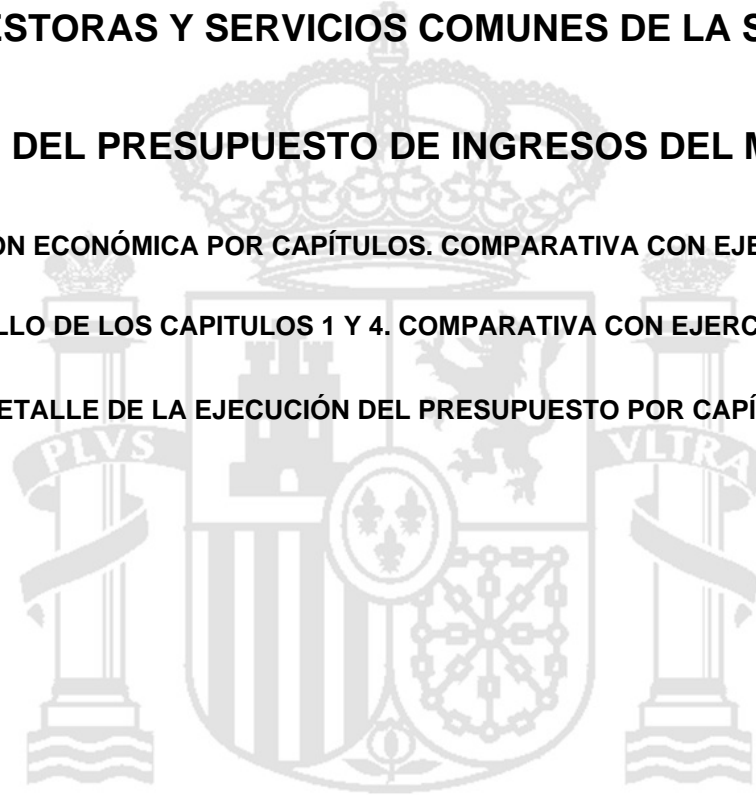 ESTORAS Y SERVICIOS COMUNES DE LA S
DEL PRESUPUESTO DE INGRESOS DEL M
ÓN ECONÓMICA POR CAPÍTULOS. COMPARATIVA CON EJE
LLO DE LOS CAPITULOS 1 Y 4. COMPARATIVA CON EJERC
ETALLE DE LA EJECUCIÓN DEL PRESUPUESTO POR CAPÍ
PLVS VLTRA